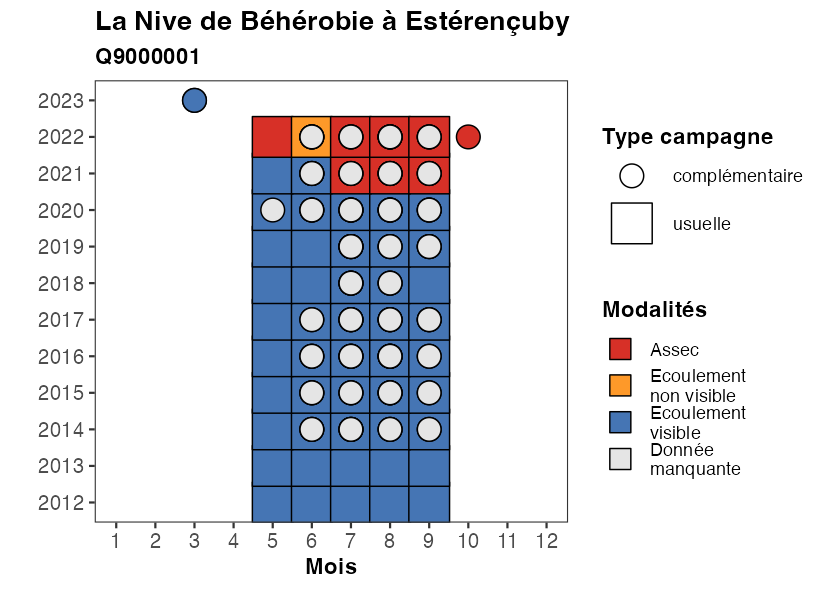 La Nive de Béhérobie à Estérençuby
Q9000001
2023
2022
2021
2020
2019
2018
2017
2016
2015
2014
2013
2012
1 2 3 4 5 6 7 8 9 10 11 12
Mois
Type campagne
complémentaire
usuelle
Modalités
Assec
Ecoulement
non visible
Ecoulement
visible
Donnée
manquante